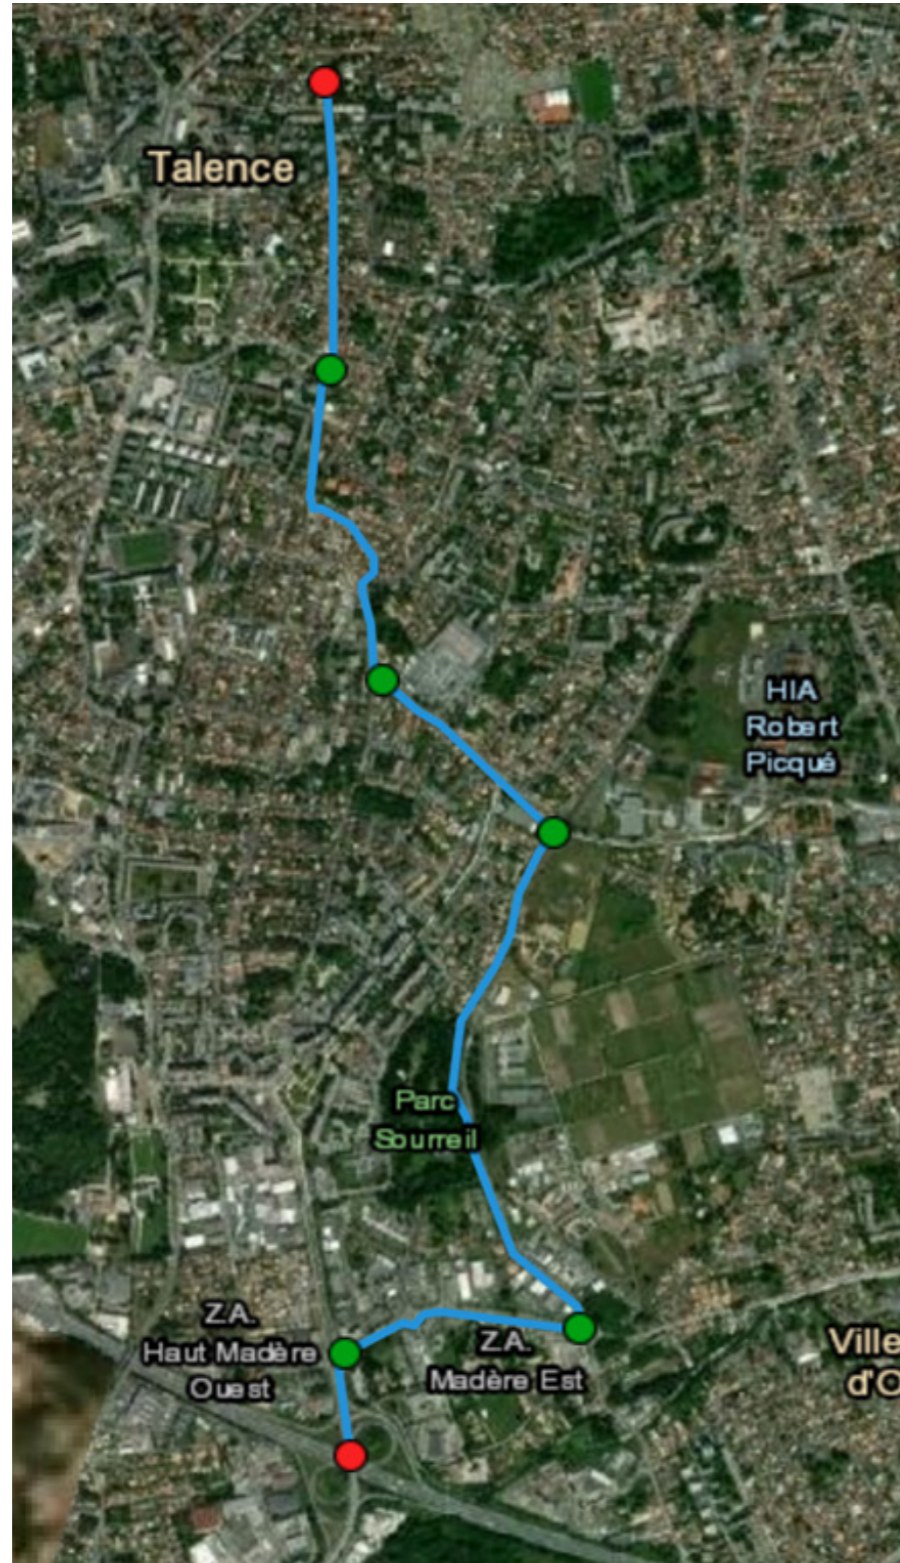 Talence
HIA
Robert
Picqué
Parc
Sourreil
Z.A.
Haut Madère
Ouest
Z.A.
Madère Est
Ville
d'O